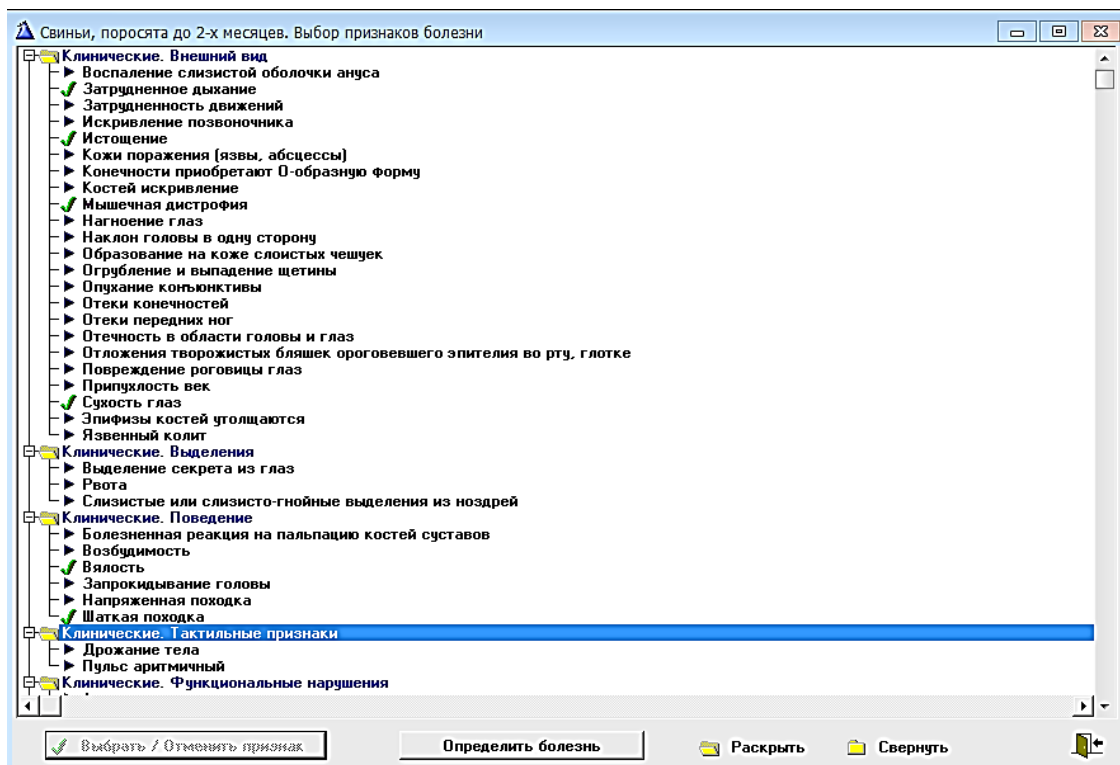 Свиньи, поросята до 2-х месяцев. Выбор признаков болезни
Клинические. Внешний вид
Воспаление слизистой оболочки ануса
Затрудненное дыхание
Затрудненность движений
Искривление позвоночника
Истощение
Кожи поражения (язвы, абсцессы)
Конечности приобретают О-образную форму
Костей искривление
Мышечная дистрофия
Нагноение глаз
Наклон головы в одну сторону
Образование на коже слоистых чешуек
Огрубление и выпадение щетины
Опухание конъюнктивы
Отеки конечностей
Отеки передних ног
Отечность в области головы и глаз
Отложения творожистых бляшек ороговевшего эпителия во рту, глотке
Повреждение роговицы глаз
Припухлость век
Сухость глаз
Эпифизы костей утолщаются
Язвенный колит
Клинические. Выделения
Выделение секрета из глаз
Рвота
Слизистые или слизисто-гнойные выделения из ноздрей
Клинические. Поведение
Болезненная реакция на пальпацию костей суставов
Возбудимость
Вялость
Запрокидывание головы
Напряженная походка
Шаткая походка
Клинические. Тактильные признаки
Дрожание тела
Пульс аритмичный
Клинические. Функциональные нарушения
Выбрать / Отменить признак Определить болезнь Раскрыть Свернуть